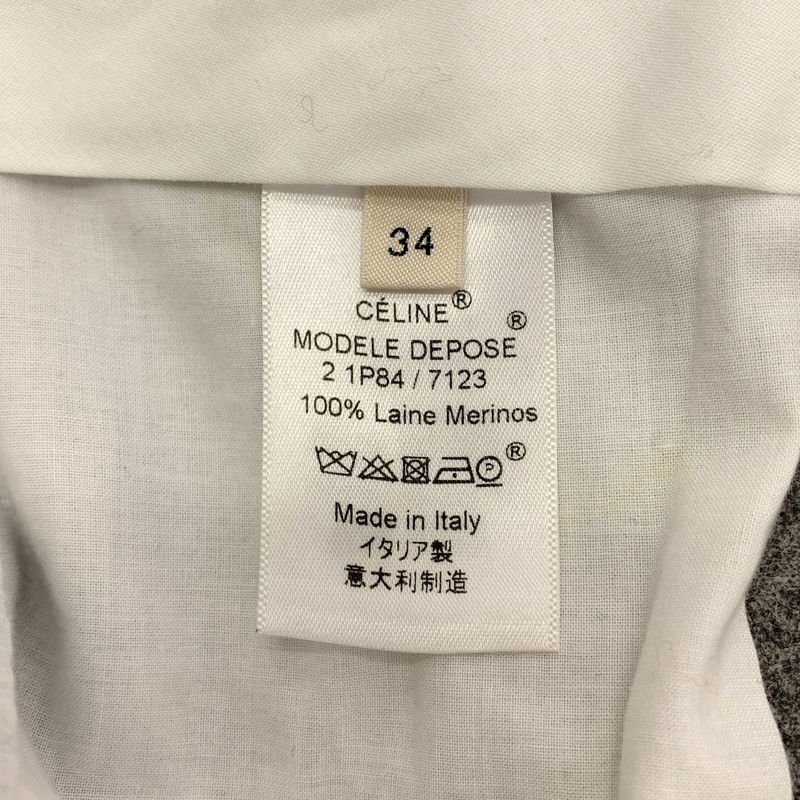 34
CÉLINE®
MODELE DEPOSE®
2 1P84 / 7123
100% Laine Merinos
P ®
Made in Italy
イタリア製
意大利制造